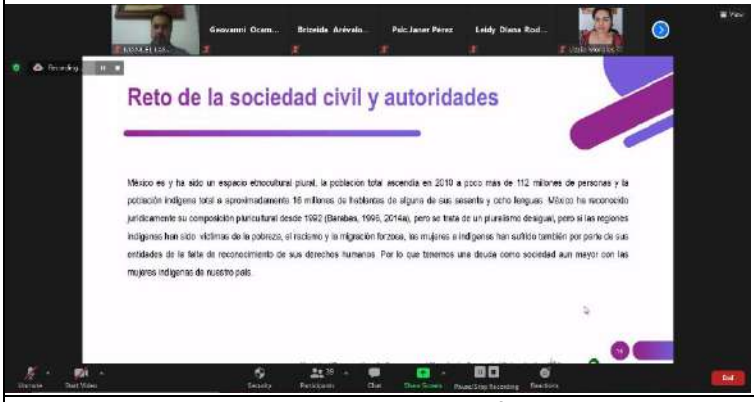 Geovanni Ocam...
Brizeida Arévalo...
Psic.Janer Pérez
Leidy Diana Rod...
View
Recording
Reto de la sociedad civil y autoridades
México es y ha sido un espacio etnocultural plural, la población total ascendía en 2010 a poco más de 112 millones de personas y la
población indígena total a aproximadamente 16 millones de hablantes de alguna de sus sesenta y ocho lenguas. México ha reconocido
jurídicamente su composición pluricultural desde 1992 (Barabas, 1996, 2014a), pero se trata de un pluralismo desigual, pero si las regiones
indígenas han sido víctimas de la pobreza, el racismo y la migración forzosa, las mujeres e indígenas han sufrido también por parte de sus
entidades de la falta de reconocimiento de sus derechos humanos. Por lo que tenemos una deuda como sociedad aun mayor con las
mujeres indígenas de nuestro país.
Unmute
Start Video
Security
Participants
Chat
Share Screen
Pause/Stop Recording
Reactions
End